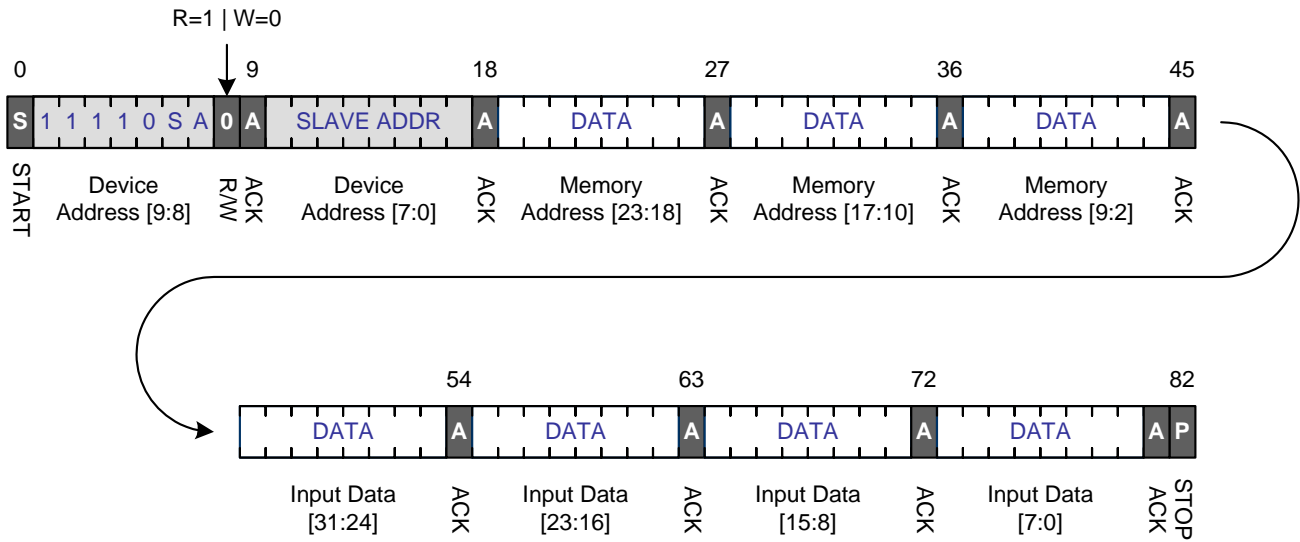 R=1 | W=0
0 9 18 27 36 45
S 1 1 1 1 0 S A 0 A SLAVE ADDR A DATA A DATA A DATA A
START Device Address [9:8] R/W ACK Device Address [7:0] ACK Memory Address [23:18] ACK Memory Address [17:10] ACK Memory Address [9:2] ACK
54 63 72 82
DATA A DATA A DATA A DATA A P
Input Data [31:24] ACK Input Data [23:16] ACK Input Data [15:8] ACK Input Data [7:0] ACK STOP